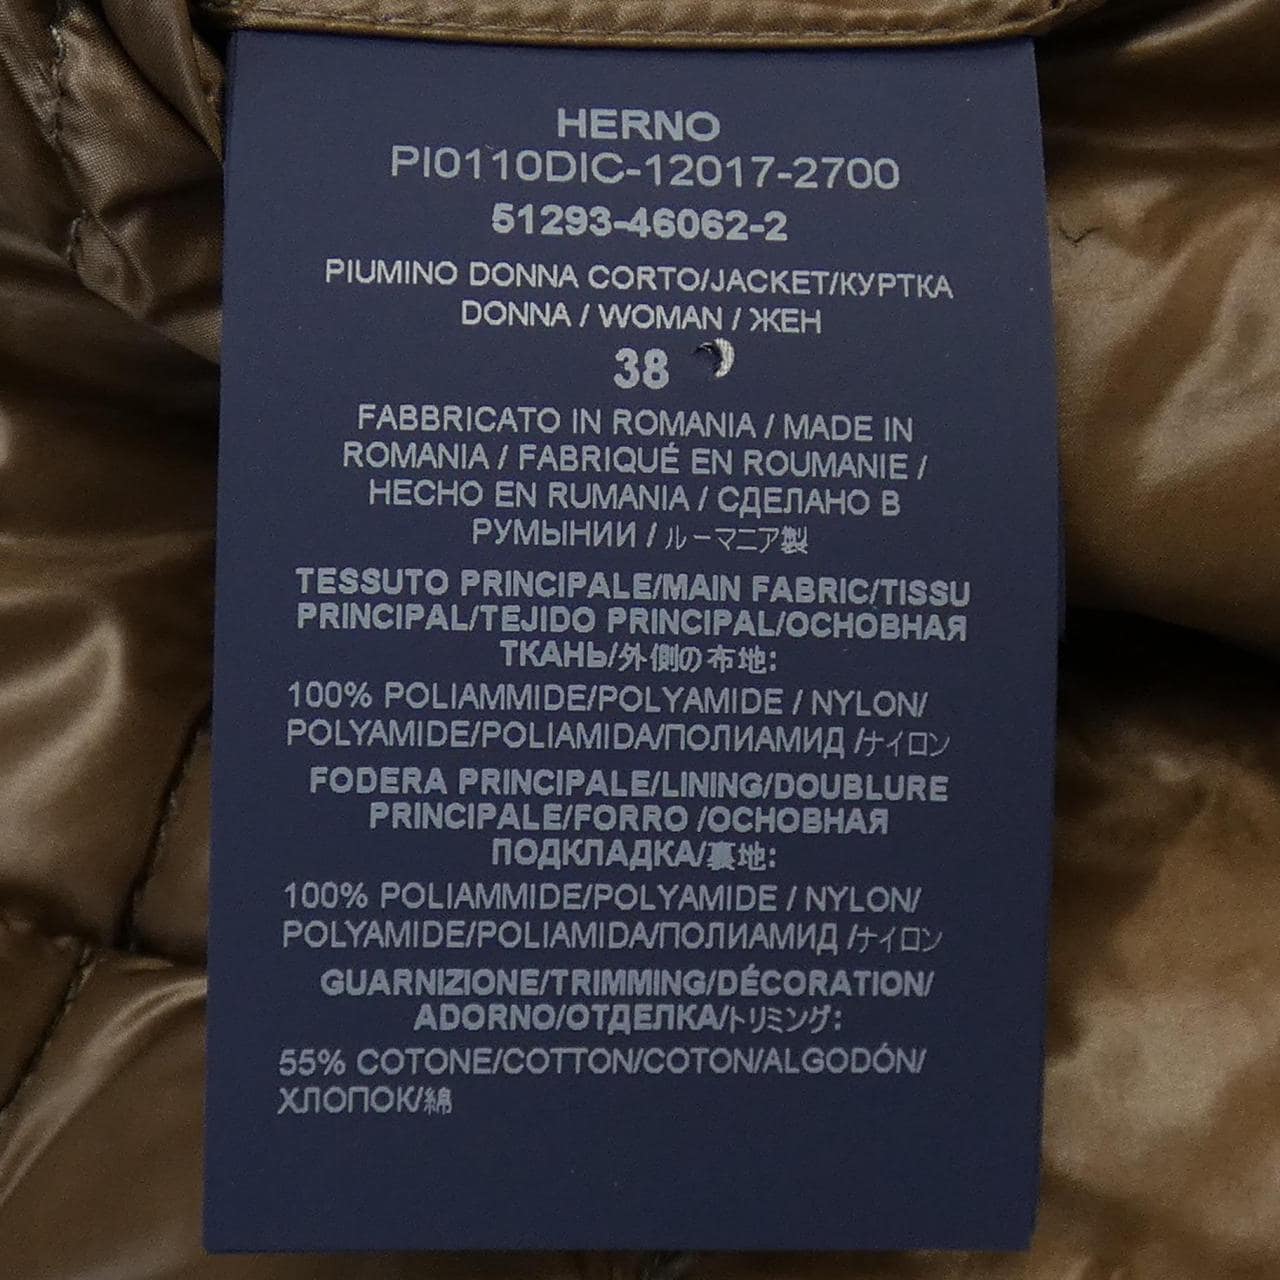 HERNO
PI0110DIC-12017-2700
51293-46062-2
PIUMINO DONNA CORTO/JACKET/КУРТКА
DONNA / WOMAN / ЖЕН
38
FABBRICATO IN ROMANIA / MADE IN
ROMANIA / FABRIQUÉ EN ROUMANIE /
HECHO EN RUMANIA / СДЕЛАНО В
РУМЫНИИ / ルーマニア製
TESSUTO PRINCIPALE/MAIN FABRIC/TISSU
PRINCIPAL/TEJIDO PRINCIPAL/ОСНОВНАЯ
ТКАНЬ/外側の布地:
100% POLIAMMIDE/POLYAMIDE / NYLON/
POLYAMIDE/POLIAMIDA/ПОЛИАМИД /ナイロン
FODERA PRINCIPALE/LINING/DOUBLURE
PRINCIPALE/FORRO /ОСНОВНАЯ
ПОДКЛАДКА/裏地:
100% POLIAMMIDE/POLYAMIDE / NYLON/
POLYAMIDE/POLIAMIDA/ПОЛИАМИД /ナイロン
GUARNIZIONE/TRIMMING/DÉCORATION/
ADORNO/ОТДЕЛКА/トリミング:
55% COTONE/COTTON/COTON/ALGODÓN/
ХЛОПОК/綿